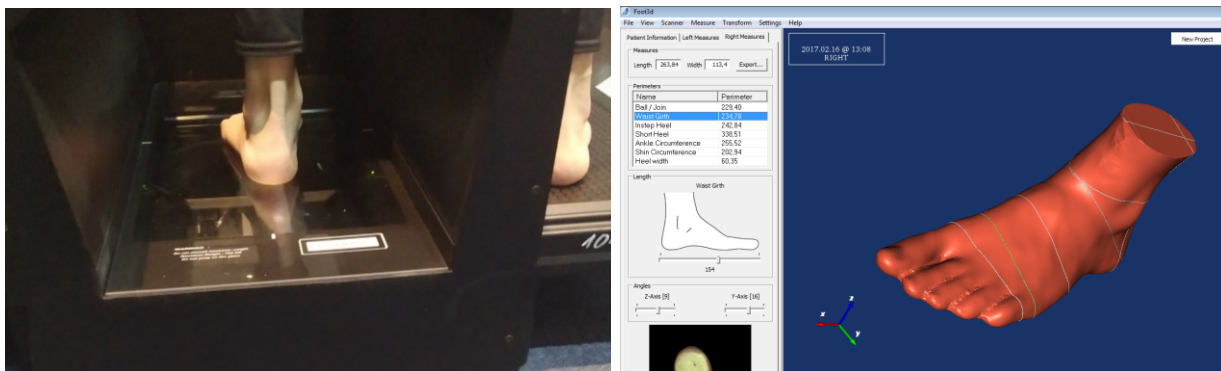 WARNING
10
Feet3d
File View Scanner Measure Transform Settings Help
Patient Information Left Measures Right Measures
Measures
Length 263,84 Width 113,4 Export...
Perimeters
Name Perimeter
Ball / Join 229,40
Waist Girth 234,78
Instep Heel 242,84
Short Heel 338,51
Ankle Circumference 255,52
Shin Circumference 202,94
Heel width 60,35
Length
Waist Girth
154
Angles
Z-Axis [9] Y-Axis [16]
2017.02.16 @ 13:08
RIGHT
New Project
z
x
y